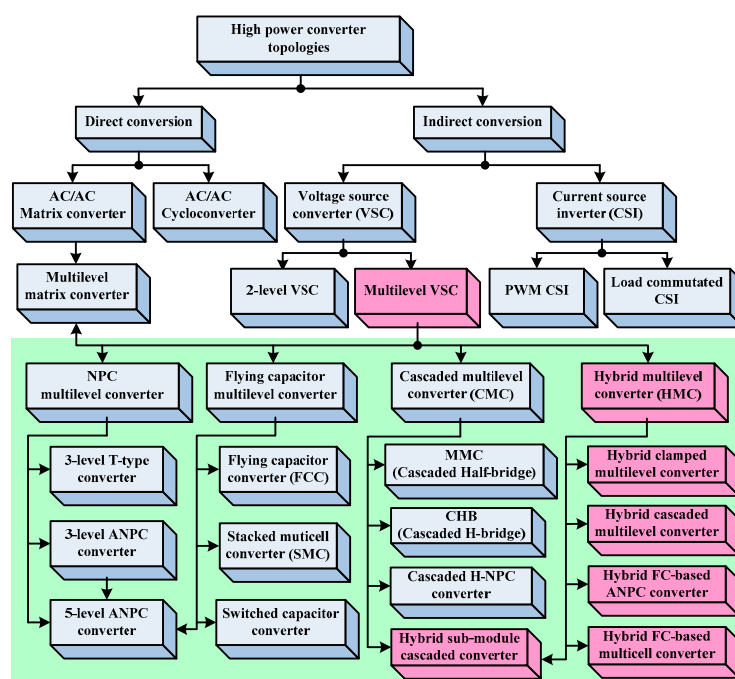 High power converter
topologies
Direct conversion
Indirect conversion
AC/AC
Matrix converter
AC/AC
Cycloconverter
Voltage source
converter (VSC)
Current source
inverter (CSI)
Multilevel
matrix converter
2-level VSC
Multilevel VSC
PWM CSI
Load commutated
CSI
NPC
multilevel converter
Flying capacitor
multilevel converter
Cascaded multilevel
converter (CMC)
Hybrid multilevel
converter (HMC)
3-level T-type
converter
Flying capacitor
converter (FCC)
MMC
(Cascaded Half-bridge)
Hybrid clamped
multilevel converter
3-level ANPC
converter
Stacked muticell
converter (SMC)
CHB
(Cascaded H-bridge)
Hybrid cascaded
multilevel converter
Cascaded H-NPC
converter
Hybrid FC-based
ANPC converter
5-level ANPC
converter
Switched capacitor
converter
Hybrid sub-module
cascaded converter
Hybrid FC-based
multicell converter